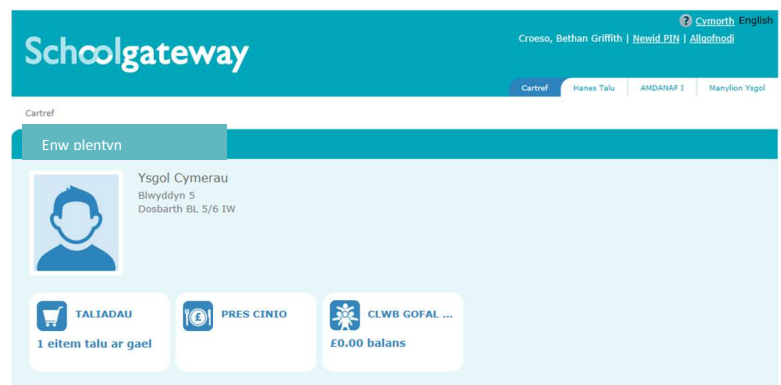 ? Cymorth English
Schoolgateway
Croeso, Bethan Griffith | Newid PIN | Allgofnodi
Cartref Hanes Talu AMDANAF I Manylion Ysgol
Cartref
Enw plentyn
Ysgol Cymerau
Blwyddyn 5
Dosbarth BL 5/6 IW
TALIADAU
1 eitem talu ar gael
£ PRES CINIO
CLWB GOFAL ...
£0.00 balans